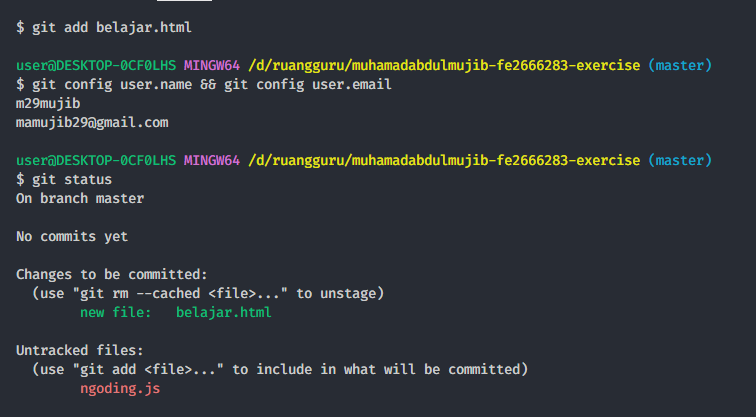 $ git add belajar.html
user@DESKTOP-0CF0LHS MINGW64 /d/ruangguru/muhamadabdulmujib-fe2666283-exercise (master)
$ git config user.name && git config user.email
m29mujib
mamujib29@gmail.com
user@DESKTOP-0CF0LHS MINGW64 /d/ruangguru/muhamadabdulmujib-fe2666283-exercise (master)
$ git status
On branch master
No commits yet
Changes to be committed:
(use "git rm --cached <file>..." to unstage)
new file: belajar.html
Untracked files:
(use "git add <file>..." to include in what will be committed)
ngoding.js